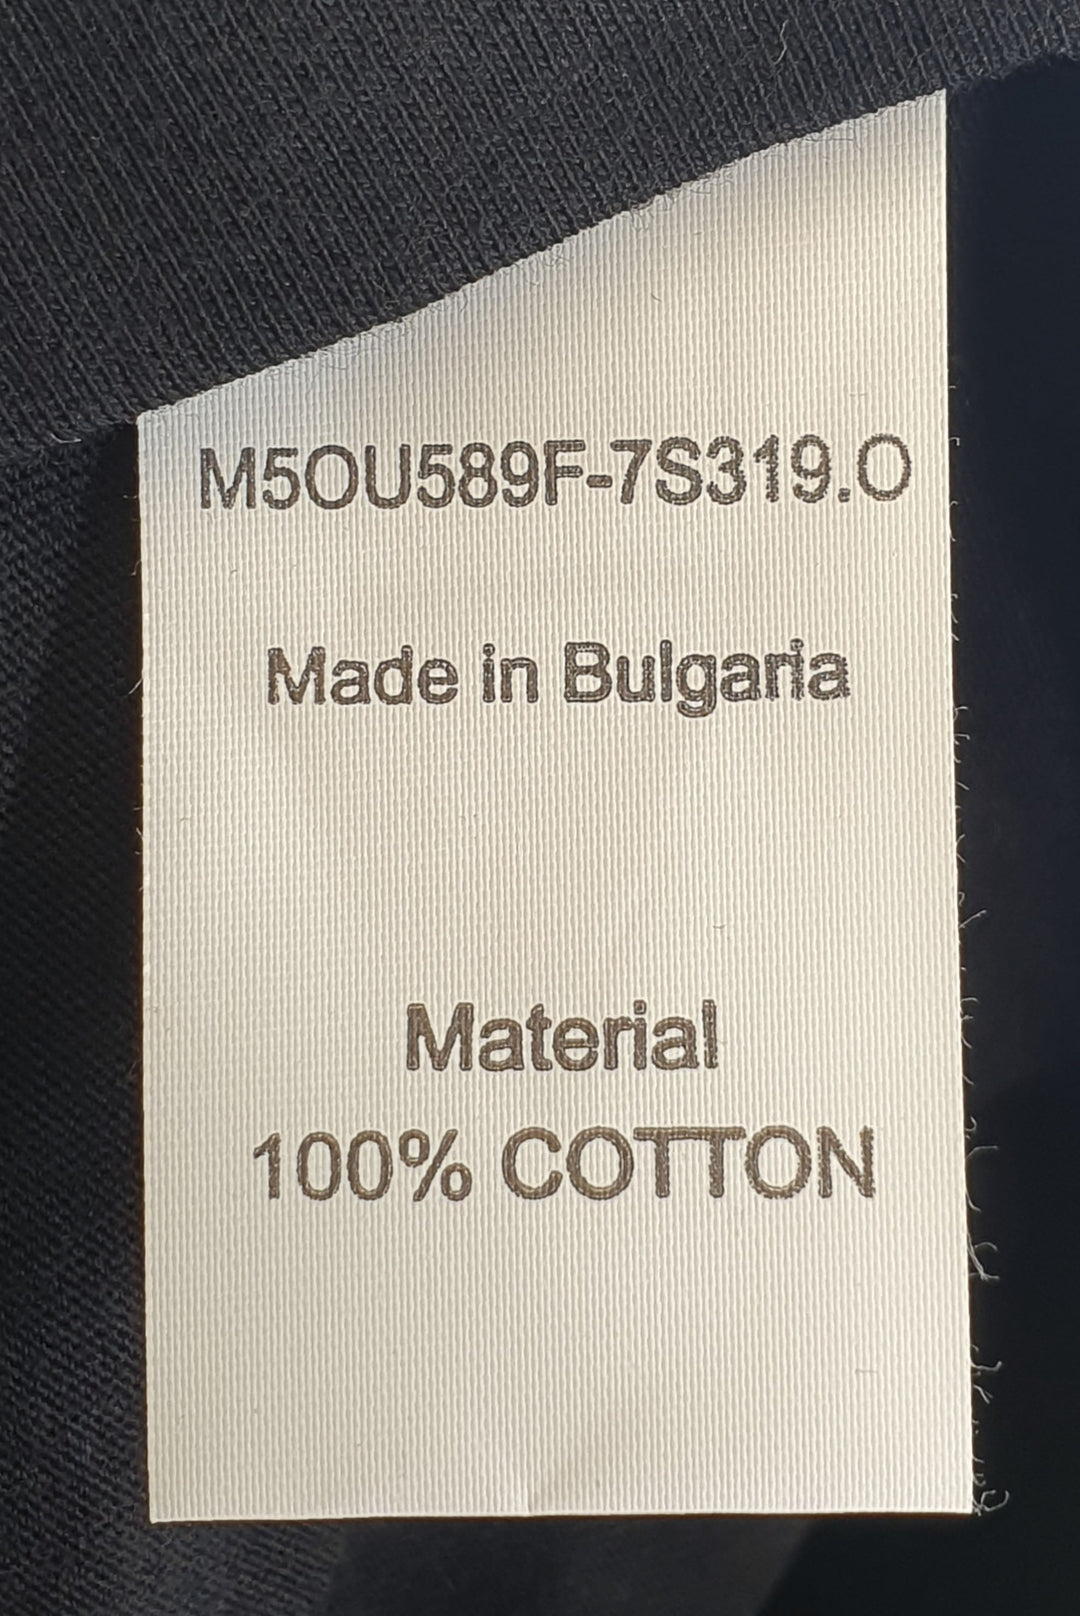 M5OU589F-7S319.O
Made in Bulgaria
Material
100% COTTON